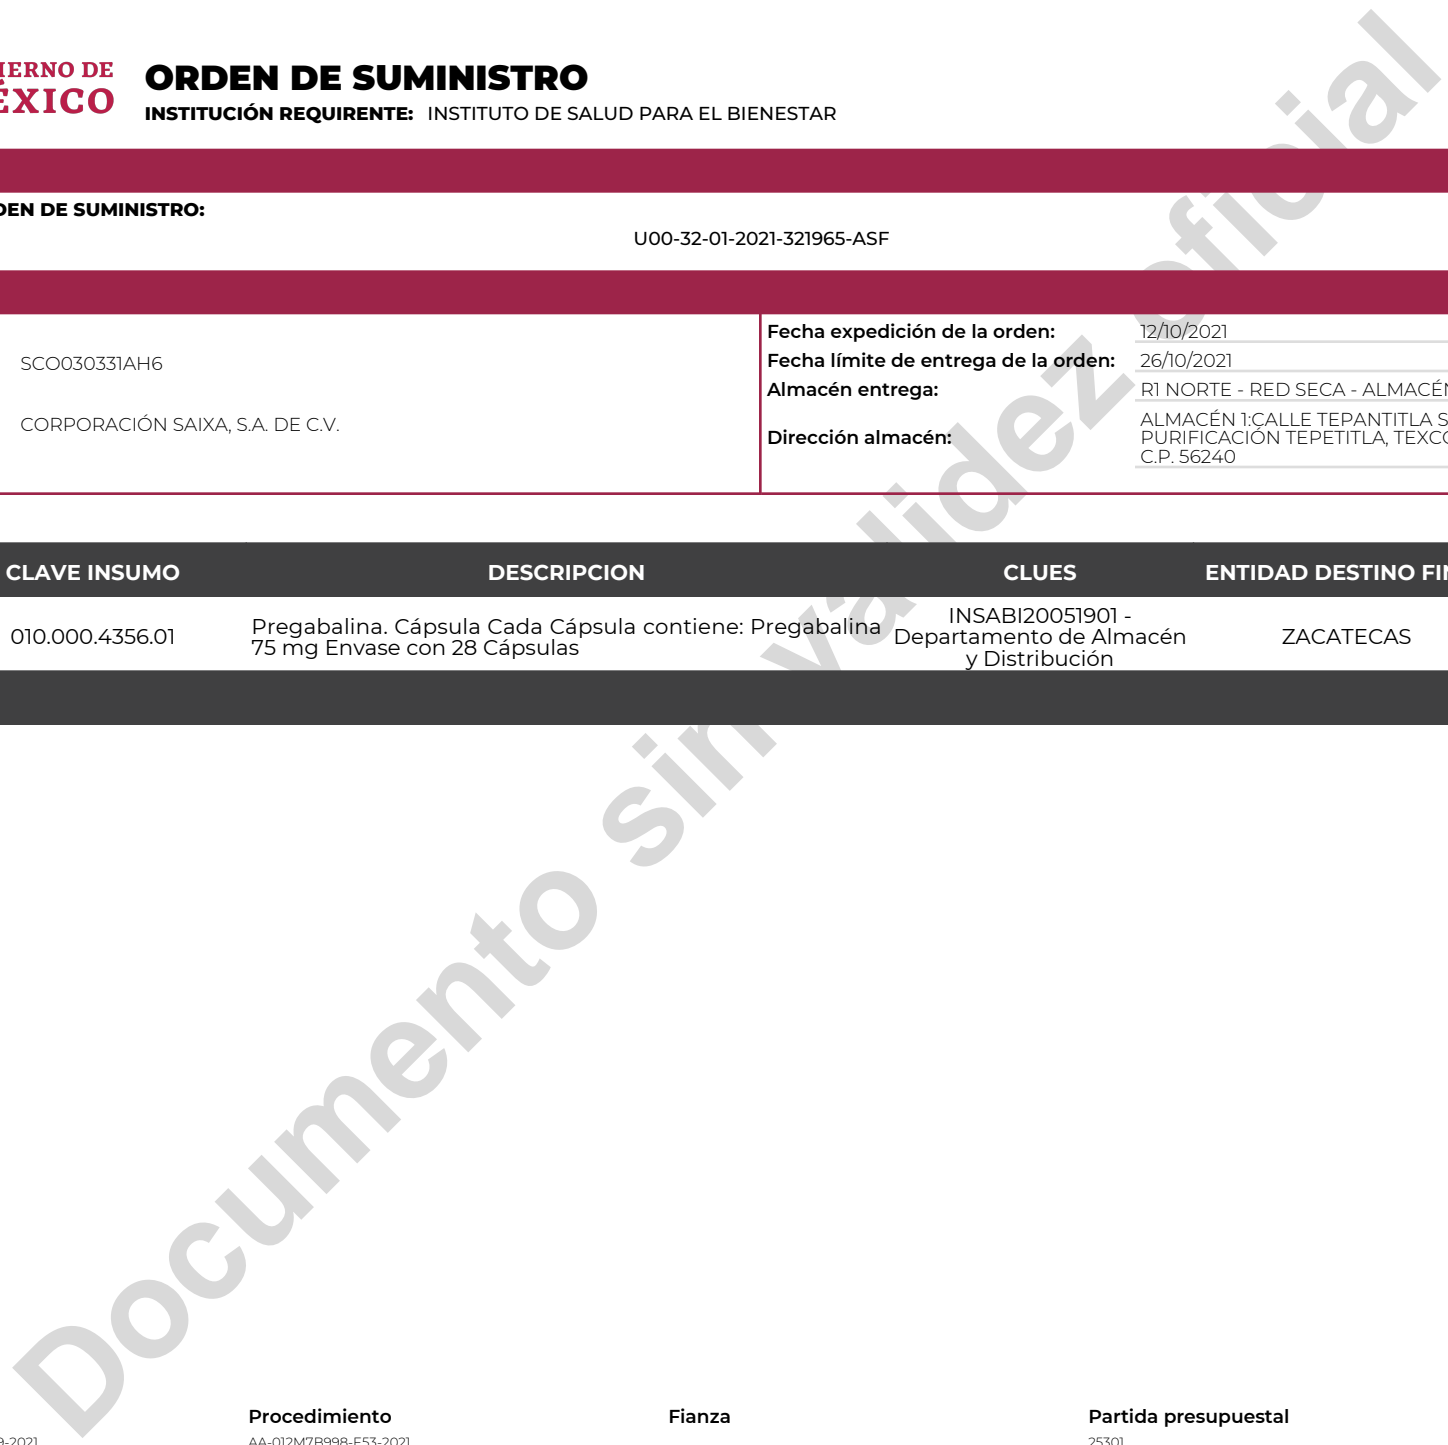 ORDEN DE SUMINISTRO
INSTITUCIÓN REQUIRENTE: INSTITUTO DE SALUD PARA EL BIENESTAR
DE
MÉXICO
DE SUMINISTRO:
U00-32-01-2021-321965-ASF
SCO030331AH6
CORPORACIÓN SAIXA, S.A. DE C.V.
Fecha expedición de la orden: 12/10/2021
Fecha límite de entrega de la orden: 26/10/2021
Almacén entrega: R1 NORTE - RED SECA - ALMACÉN
Dirección almacén: ALMACÉN 1:CALLE TEPANTITLA S
PURIFICACIÓN TEPETITLA,
C.P. 56240
CLAVE INSUMO DESCRIPCION CLUES ENTIDAD DESTINO
010.000.4356.01
Pregabalina. Cápsula Cada Cápsula contiene: Pregabalina
75 mg Envase con 28 Cápsulas
INSABI20051901 -
Departamento de Almacén
y Distribución
ZACATECAS
Documento sin validez oficial
Procedimiento Fianza Partida presupuestal
-2021 AA-012M7B998-E53-2021 25301